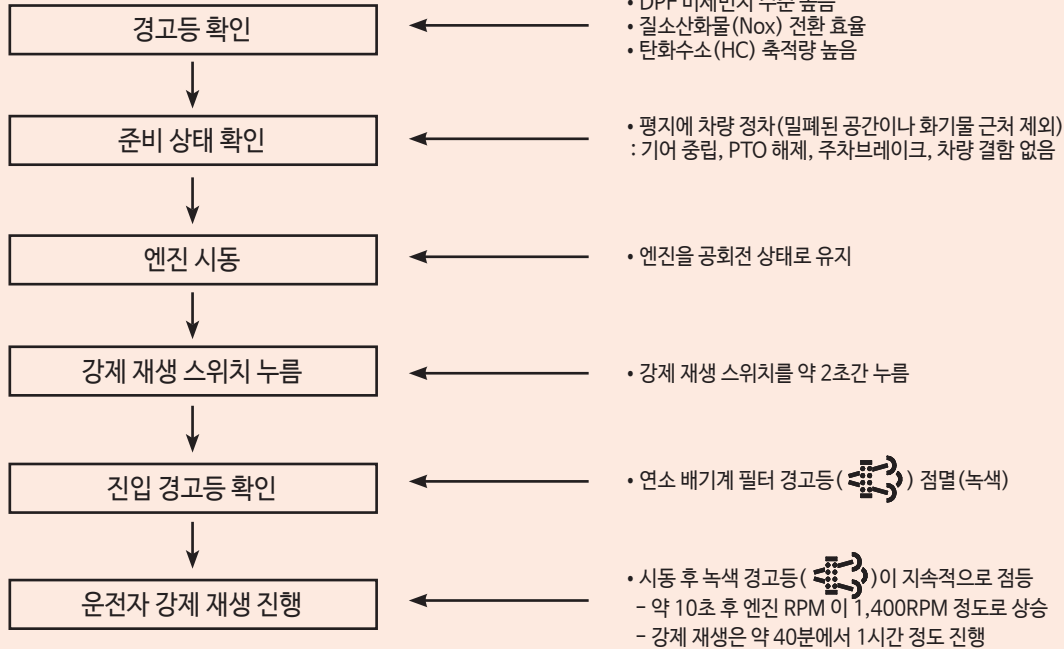 경고등 확인
• DPF 미세먼지 수준 높음
• 질소산화물(Nox) 전환 효율
• 탄화수소(HC) 축적량 높음
준비 상태 확인
• 평지에 차량 정차(밀폐된 공간이나 화기물 근처 제외)
: 기어 중립, PTO 해제, 주차브레이크, 차량 결함 없음
엔진 시동
• 엔진을 공회전 상태로 유지
강제 재생 스위치 누름
• 강제 재생 스위치를 약 2초간 누름
진입 경고등 확인
• 연소 배기계 필터 경고등( ) 점멸(녹색)
운전자 강제 재생 진행
• 시동 후 녹색 경고등( )이 지속적으로 점등
- 약 10초 후 엔진 RPM 이 1,400RPM 정도로 상승
- 강제 재생은 약 40분에서 1시간 정도 진행